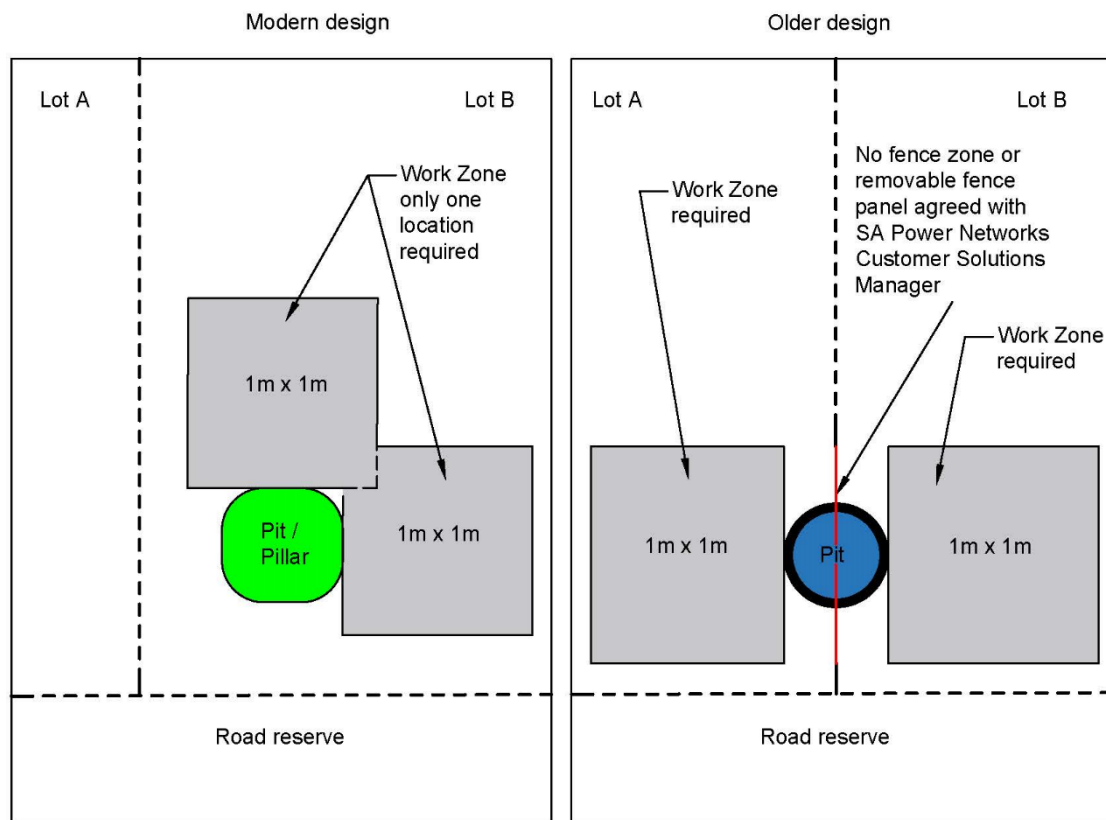 Modern design
Lot A
Lot B
Work Zone
only one
location
required
1m x 1m
Pit /
Pillar
1m x 1m
Road reserve
Older design
Lot A
Lot B
Work Zone
required
No fence zone or
removable fence
panel agreed with
SA Power Networks
Customer Solutions
Manager
Work Zone
required
1m x 1m
Pit
1m x 1m
Road reserve